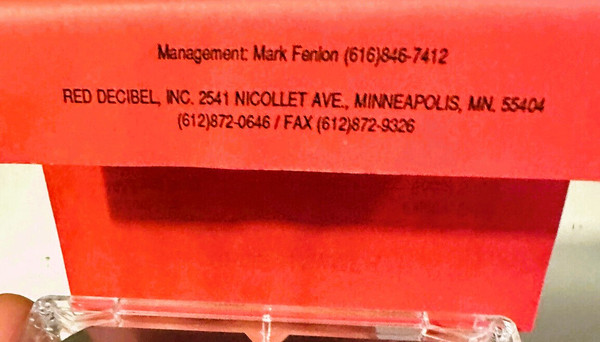 Management: Mark Fenlon (616)846-7412
RED DECIBEL, INC. 2541 NICOLLET AVE., MINNEAPOLIS, MN. 55404
(612)872-0646 / FAX (612)872-9326